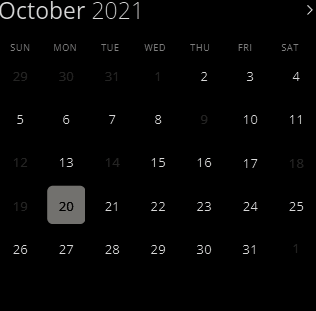 October 2021
SUN MON TUE WED THU FRI SAT
29 30 31 1 2 3 4
5 6 7 8 9 10 11
12 13 14 15 16 17 18
19 20 21 22 23 24 25
26 27 28 29 30 31 1